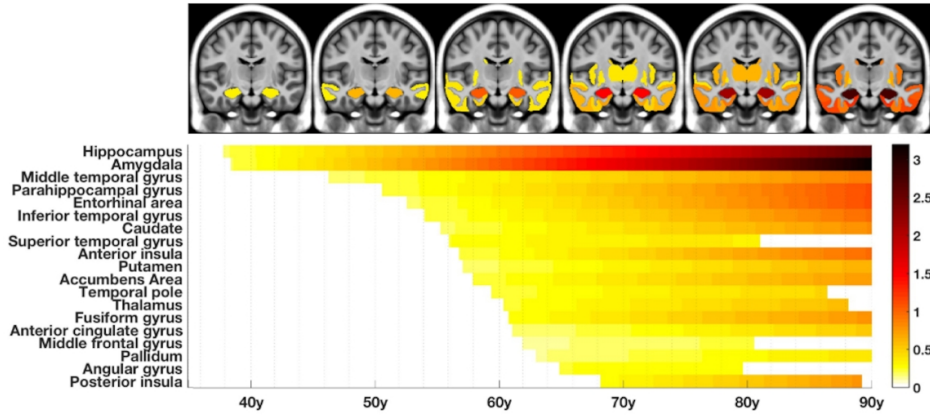 Hippocampus
Amygdala
Middle temporal gyrus
Parahippocampal gyrus
Entorhinal area
Inferior temporal gyrus
Caudate
Superior temporal gyrus
Anterior insula
Putamen
Accumbens Area
Temporal pole
Thalamus
Fusiform gyrus
Anterior cingulate gyrus
Middle frontal gyrus
Pallidum
Angular gyrus
Posterior insula
40y 50y 60y 70y 80y 90y
3
2.5
2
1.5
1
0.5
0